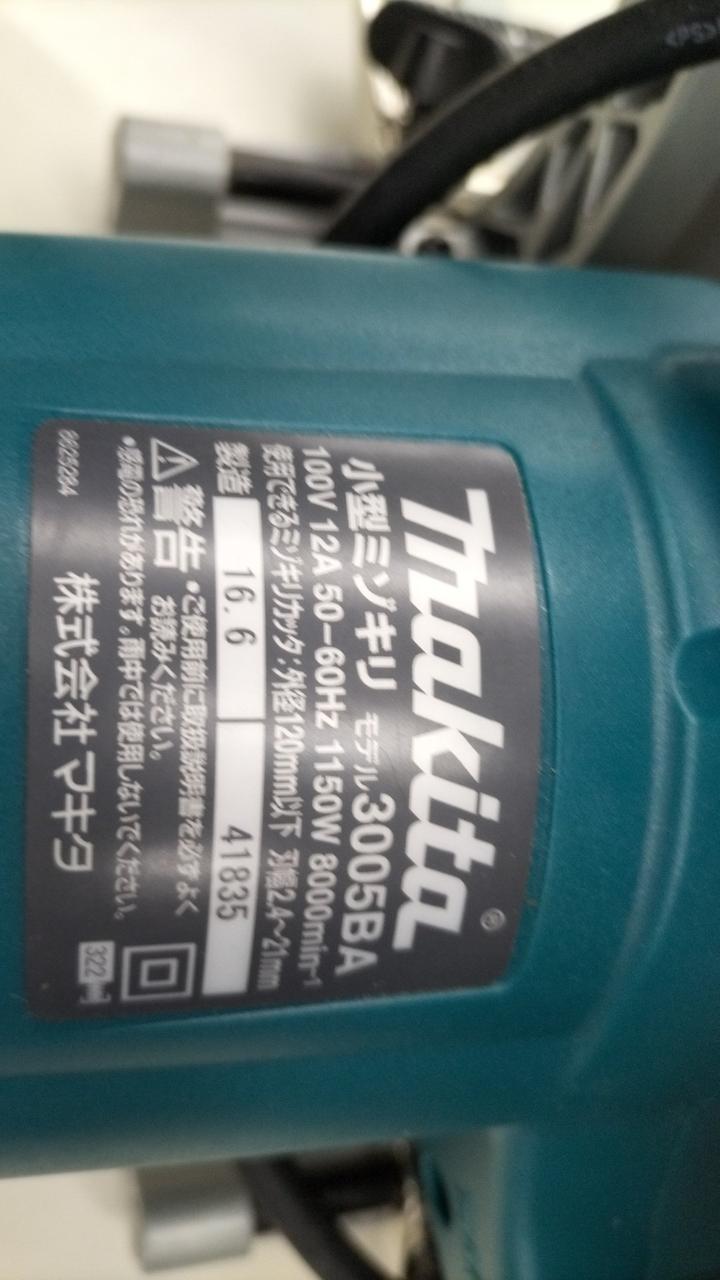 makita®
小型ミゾキリ モデル3005BA
100V 12A 50-60Hz 1150W 8000min⁻¹
使用できるミゾキリカッタ:外径120mm以下 刃幅2.4~21mm
製造 16.6 41835
警告 ・ご使用前に取扱説明書を必ずよく
お読みください。
・感電の恐れがあります。雨中では使用しないでください。
株式会社マキタ
322
<PS>